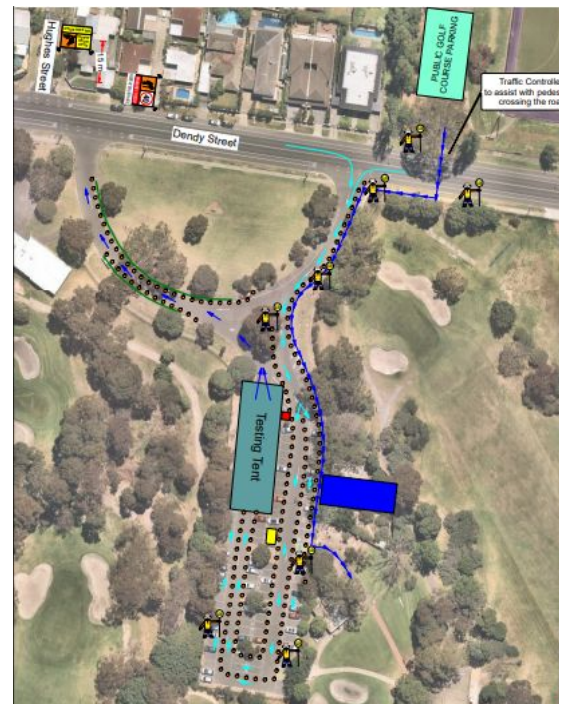 Hughes Street
PUBLIC GOLF
COURSE PARKING
Traffic Controlle
to assist with pedes
crossing the roa
Dendy Street
Testing Tent